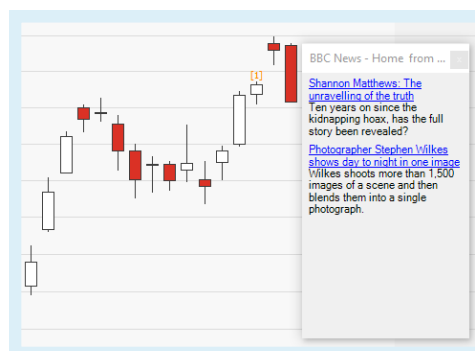 [1]
BBC News - Home from ...
Shannon Matthews: The
unravelling of the truth
Ten years on since the
kidnapping hoax, has the full
story been revealed?
Photographer Stephen Wilkes
shows day to night in one image
Wilkes shoots more than 1,500
images of a scene and then
blends them into a single
photograph.